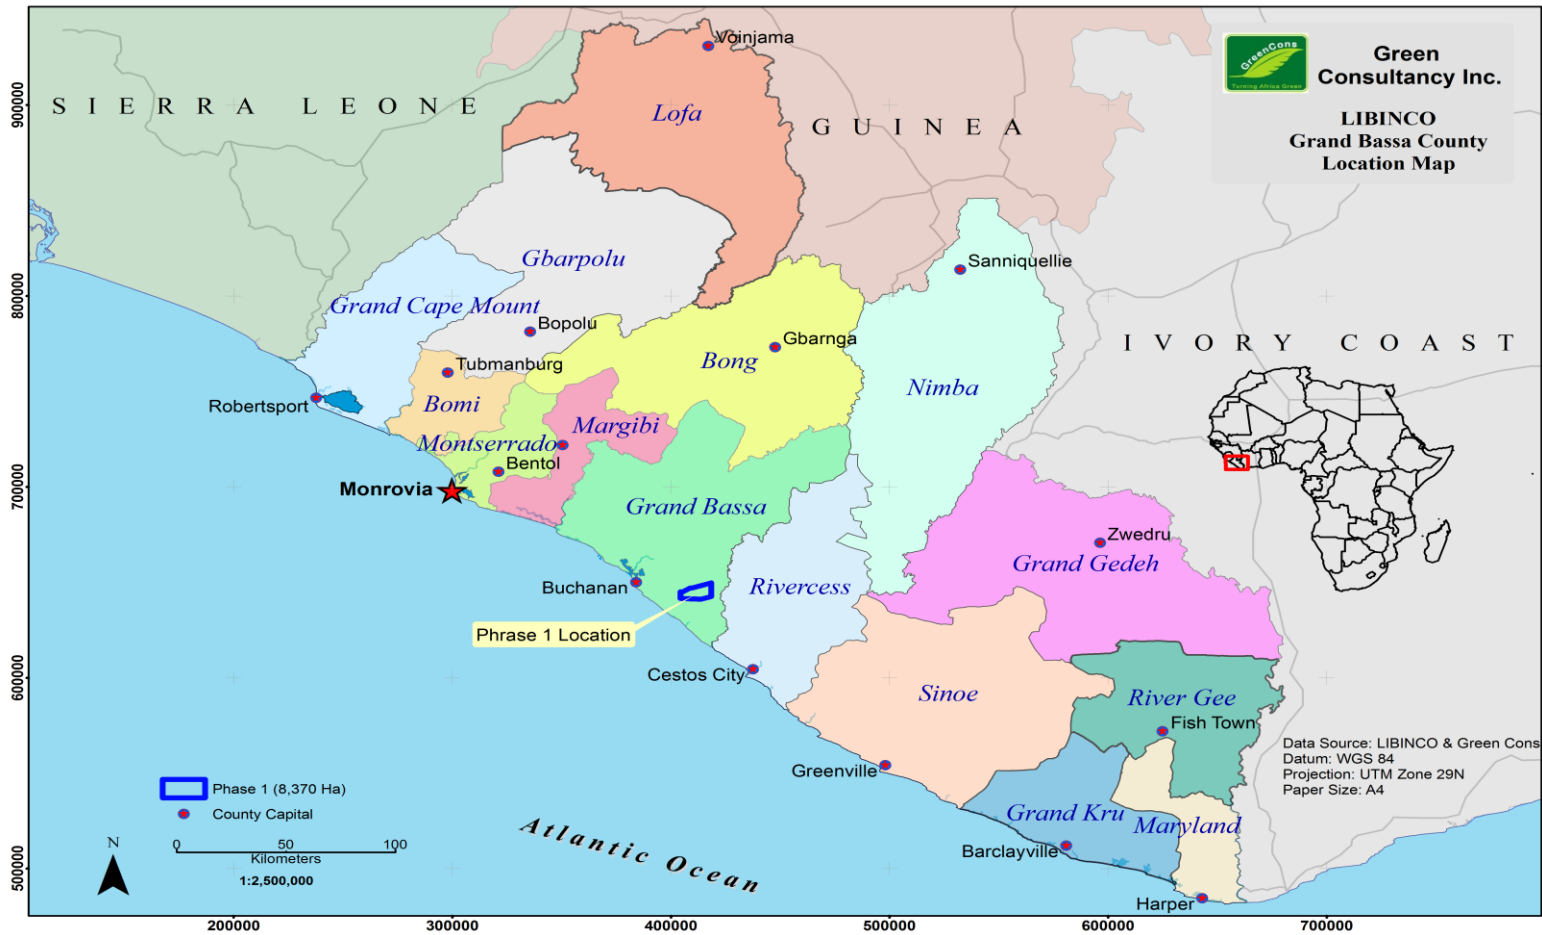 Voinjama
GreenCons
Turning Africa Green
Green
Consultancy Inc.
LIBINCO
Grand Bassa County
Location Map
SIERRA LEONE
Lofa
GUINEA
Gbarpolu
Sanniquellie
Grand Cape Mount
Bopolu
Gbarnga
IVORY COAST
Tubmanburg
Bong
Nimba
Robertsport
Bomi
Margibi
Montserrado
Bentol
Monrovia
Grand Bassa
Zwedru
Grand Gedeh
Buchanan
Rivercess
Phrase 1 Location
Cestos City
Sinoe
River Gee
Fish Town
Data Source: LIBINCO & Green Cons
Datum: WGS 84
Projection: UTM Zone 29N
Paper Size: A4
Greenville
Phase 1 (8,370 Ha)
County Capital
Grand Kru
Maryland
Atlantic Ocean
N
0 50 100
Kilometers
1:2,500,000
Barclayville
Harper
900000
800000
700000
600000
500000
200000 300000 400000 500000 600000 700000